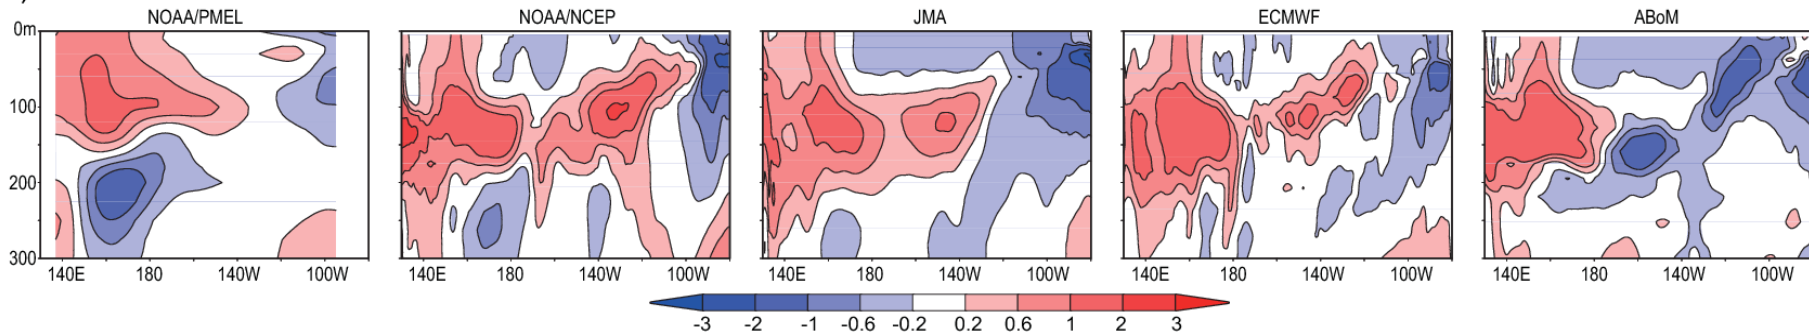 NOAA/PMEL NOAA/NCEP JMA ECMWF ABoM
0m
100
200
300
140E 180 140W 100W 140E 180 140W 100W 140E 180 140W 100W 140E 180 140W 100W 140E 180 140W 100W
-3 -2 -1 -0.6 -0.2 0.2 0.6 1 2 3